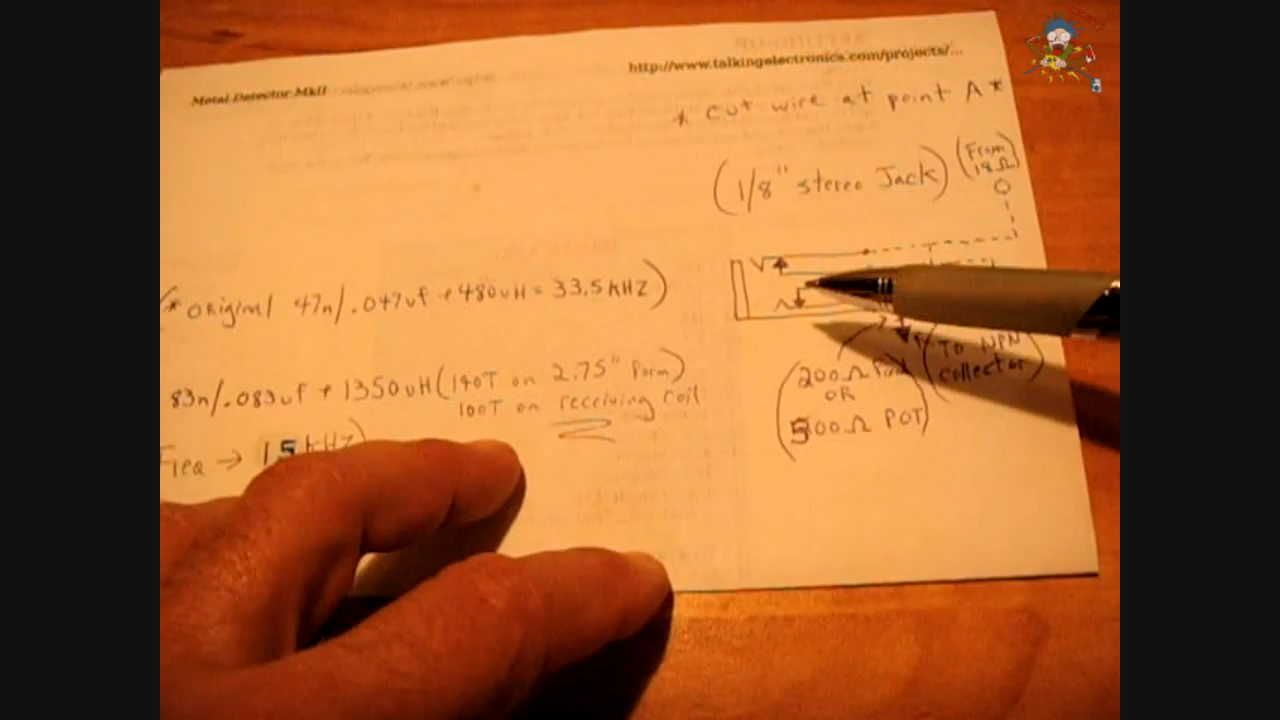 Metal Detector MkII
http://www.talkingelectronics.com/projects/...
* Cut wire at point A *
(1/8" stereo Jack)
(From
18Ω)
(* Original 47n/.047uf + 480uH = 33.5KHZ)
83n/.083uf + 1350uH (140T on 2.75" Form)
100T on receiving coil
Freq → 15KHZ)
(200Ω
OR
500Ω POT)
(TO NPN
collector)